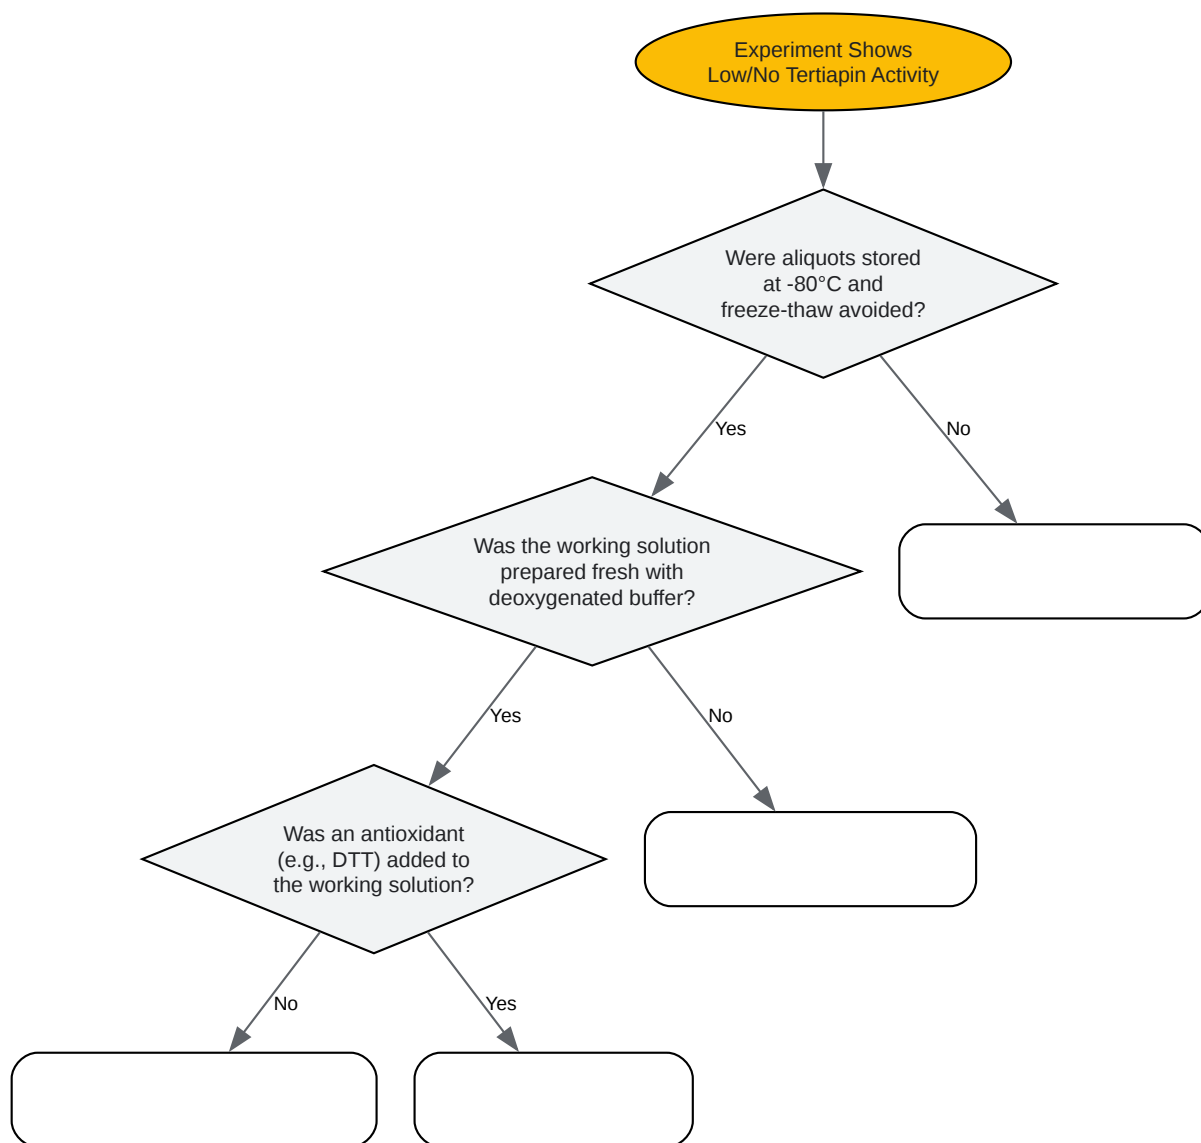 Experiment Shows
Low/No Tertiapin Activity
Were aliquots stored
at -80°C and
freeze-thaw avoided?
Yes
No
Was the working solution
prepared fresh with
deoxygenated buffer?
Yes
No
Was an antioxidant
(e.g., DTT) added to
the working solution?
No
Yes